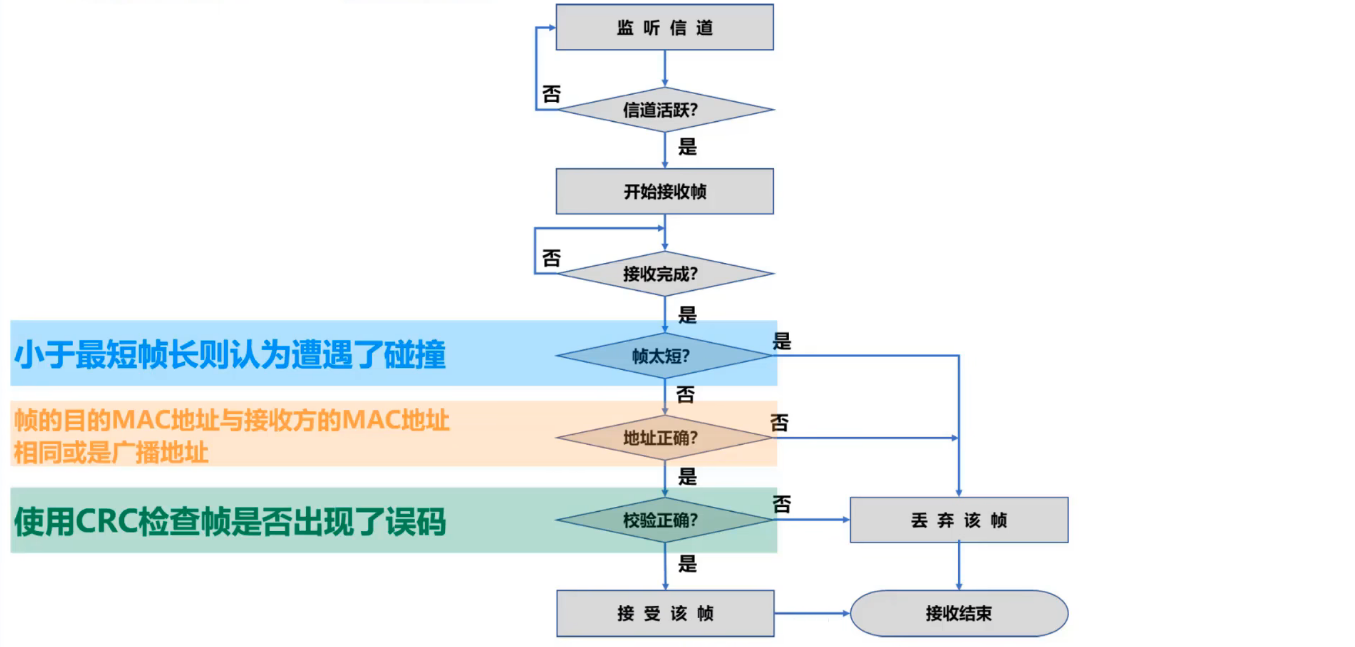 监听信道
否
信道活跃?
是
开始接收帧
否
接收完成?
是
小于最短帧长则认为遭遇了碰撞
帧太短?
是
否
帧的目的MAC地址与接收方的MAC地址
相同或是广播地址
地址正确?
否
是
使用CRC检查帧是否出现了误码
校验正确?
否
丢弃该帧
是
接受该帧
接收结束